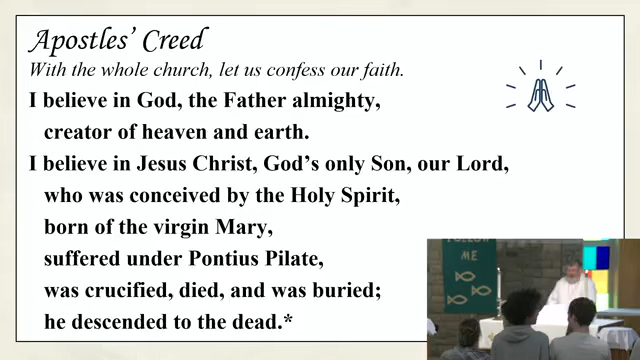 Apostles' Creed
With the whole church, let us confess our faith.
I believe in God, the Father almighty,
creator of heaven and earth.
I believe in Jesus Christ, God's only Son, our Lord,
who was conceived by the Holy Spirit,
born of the virgin Mary,
suffered under Pontius Pilate,
was crucified, died, and was buried;
he descended to the dead.*
FOLLOW
ME